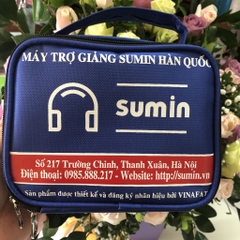 MÁY TRỢ GIẢNG SUMIN HÀN QUỐC
sumin
Số 217 Trường Chinh, Thanh Xuân, Hà Nội
Điện thoại: 0985.888.217 - Website: http://sumin.vn
Sản phẩm được thiết kế và đăng ký nhãn hiệu bởi VINAFAT